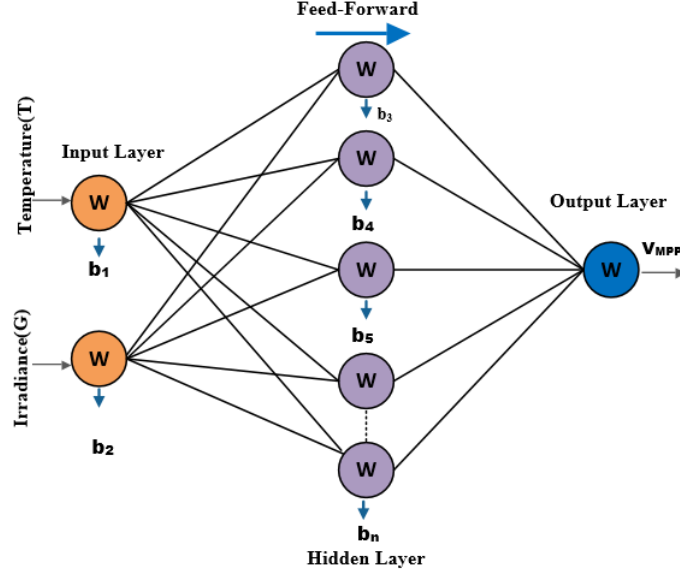 Feed-Forward
W
b3
Temperature(T)
Input Layer
W
b4
W
b1
Output Layer
VMPP
W
W
b5
Irradiance(G)
W
b2
W
W
bn
Hidden Layer